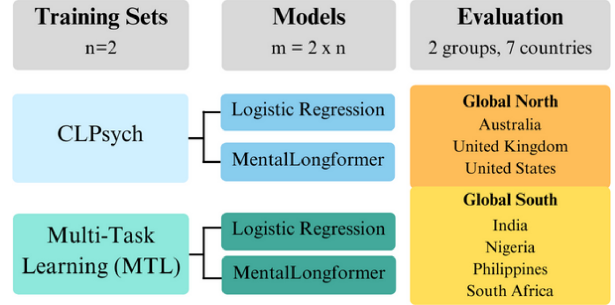 Training Sets
n=2
Models
m = 2 x n
Evaluation
2 groups, 7 countries
CLPsych
Logistic Regression
MentalLongformer
Multi-Task
Learning (MTL)
Logistic Regression
MentalLongformer
Global North
Australia
United Kingdom
United States
Global South
India
Nigeria
Philippines
South Africa